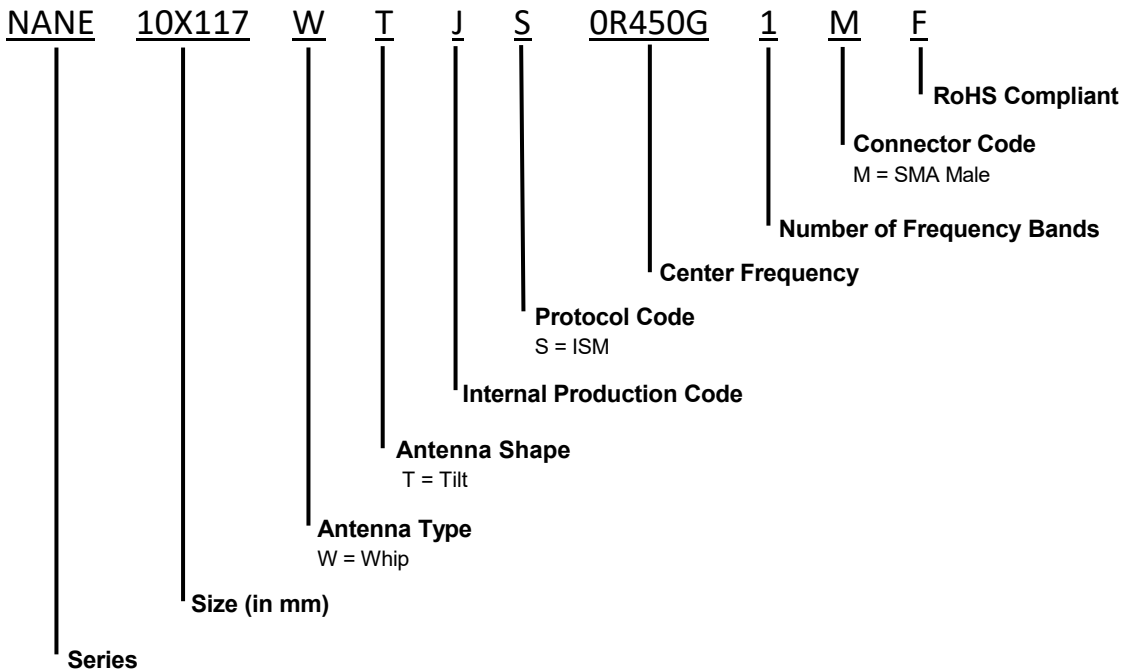 NANE 10X117 W T J S 0R450G 1 M F
RoHS Compliant
Connector Code
M = SMA Male
Number of Frequency Bands
Center Frequency
Protocol Code
S = ISM
Internal Production Code
Antenna Shape
T = Tilt
Antenna Type
W = Whip
Size (in mm)
Series